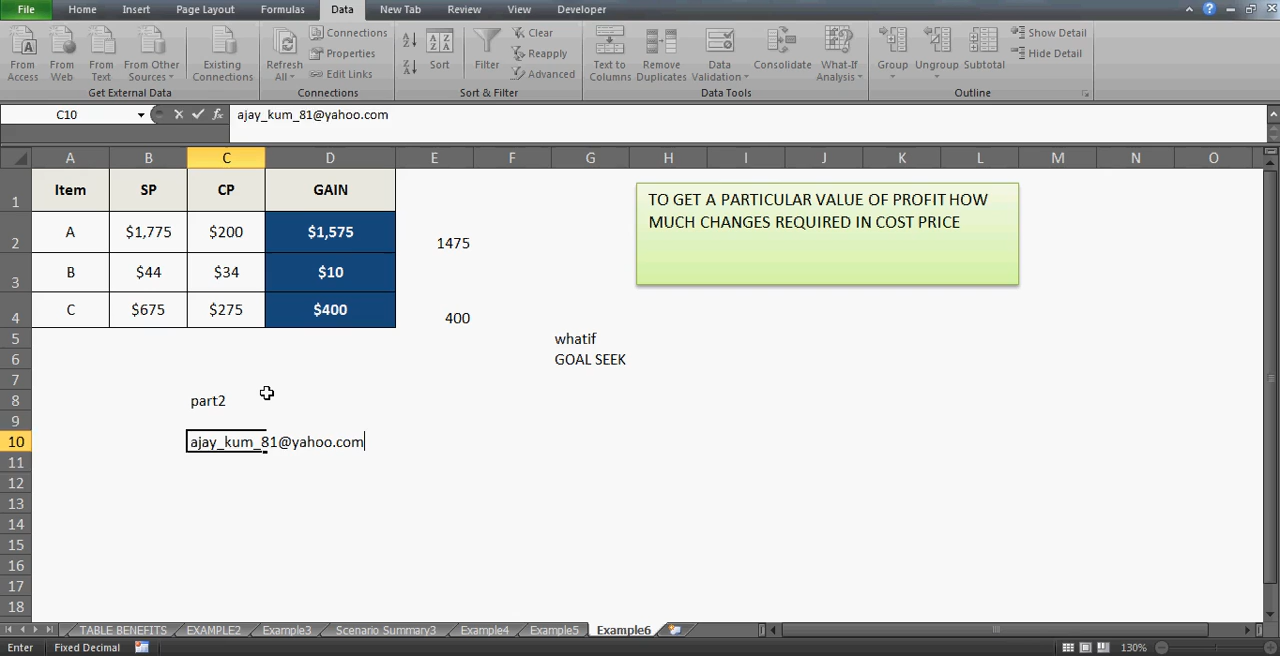 File Home Insert Page Layout Formulas Data New Tab Review View Developer
From Access From Web From Text From Other Sources Existing Connections Refresh All Connections Properties Edit Links Sort Filter Clear Reapply Advanced Text to Columns Remove Duplicates Data Validation Consolidate What-If Analysis Group Ungroup Subtotal Show Detail Hide Detail
Get External Data Connections Sort & Filter Data Tools Outline
C10 fx ajay_kum_81@yahoo.com
A B C D E F G H I J K L M N O
1 Item SP CP GAIN
TO GET A PARTICULAR VALUE OF PROFIT HOW
MUCH CHANGES REQUIRED IN COST PRICE
2 A $1,775 $200 $1,575 1475
3 B $44 $34 $10
4 C $675 $275 $400 400
5 whatif
6 GOAL SEEK
7
8 part2
9
10 ajay_kum_81@yahoo.com
11
12
13
14
15
16
17
18
TABLE BENEFITS EXAMPLE2 Example3 Scenario Summary3 Example4 Example5 Example6
Enter Fixed Decimal 130%